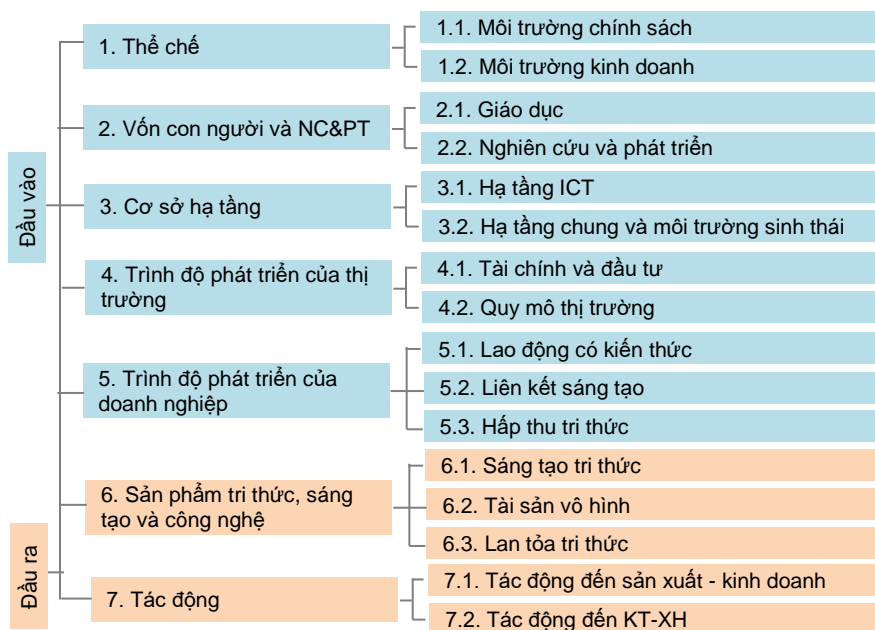 Đầu vào
1. Thể chế
1.1. Môi trường chính sách
1.2. Môi trường kinh doanh
2. Vốn con người và NC&PT
2.1. Giáo dục
2.2. Nghiên cứu và phát triển
3. Cơ sở hạ tầng
3.1. Hạ tầng ICT
3.2. Hạ tầng chung và môi trường sinh thái
4. Trình độ phát triển của thị
trường
4.1. Tài chính và đầu tư
4.2. Quy mô thị trường
5. Trình độ phát triển của
doanh nghiệp
5.1. Lao động có kiến thức
5.2. Liên kết sáng tạo
5.3. Hấp thu tri thức
Đầu ra
6. Sản phẩm tri thức, sáng
tạo và công nghệ
6.1. Sáng tạo tri thức
6.2. Tài sản vô hình
6.3. Lan tỏa tri thức
7. Tác động
7.1. Tác động đến sản xuất - kinh doanh
7.2. Tác động đến KT-XH